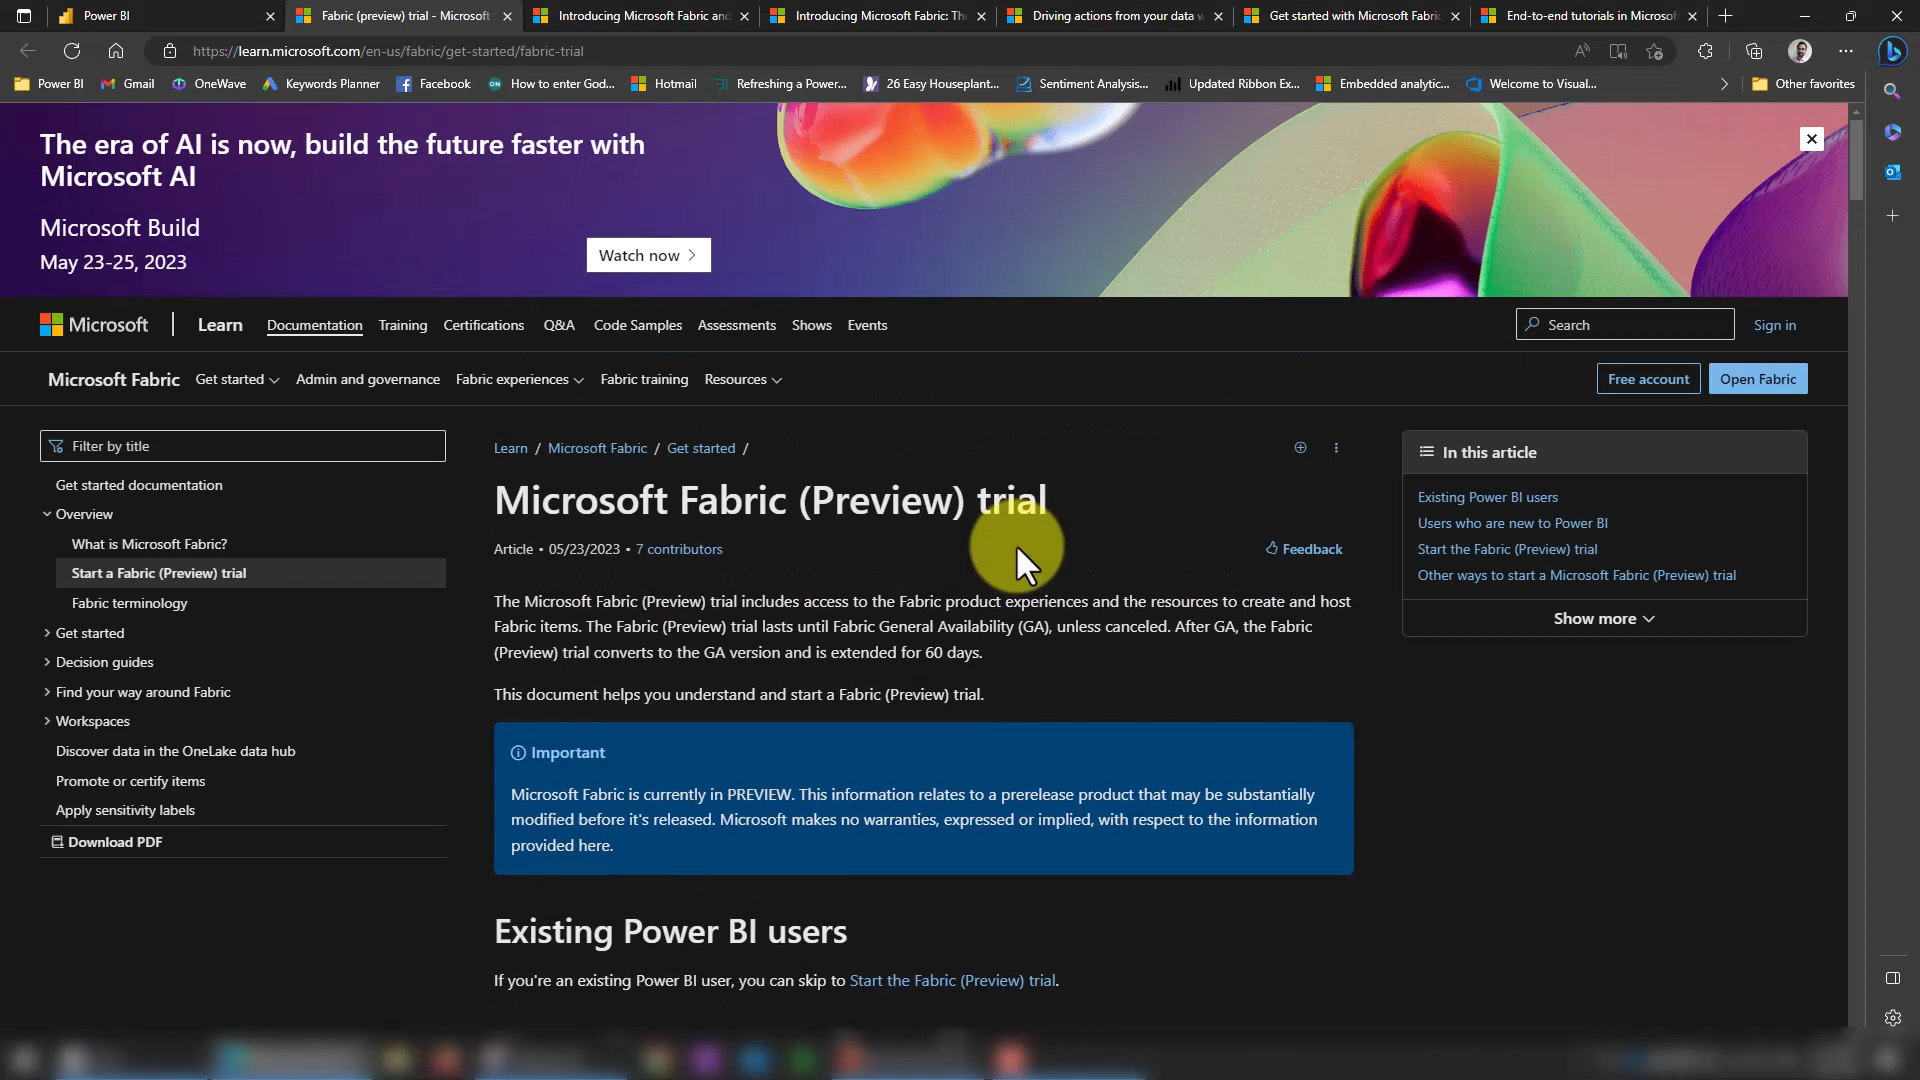 Power BI
Fabric (preview) trial - Microsoft
Introducing Microsoft Fabric and
Introducing Microsoft Fabric: The
Driving actions from your data w
Get started with Microsoft Fabric
End-to-end tutorials in Microsof
https://learn.microsoft.com/en-us/fabric/get-started/fabric-trial
Power BI
Gmail
OneWave
Keywords Planner
Facebook
How to enter God...
Hotmail
Refreshing a Power...
26 Easy Houseplant...
Sentiment Analysis...
Updated Ribbon Ex...
Embedded analytic...
Welcome to Visual...
Other favorites
The era of AI is now, build the future faster with
Microsoft AI
Microsoft Build
May 23-25, 2023
Watch now
Microsoft
Learn
Documentation
Training
Certifications
Q&A
Code Samples
Assessments
Shows
Events
Search
Sign in
Microsoft Fabric
Get started
Admin and governance
Fabric experiences
Fabric training
Resources
Free account
Open Fabric
Filter by title
Get started documentation
Overview
What is Microsoft Fabric?
Start a Fabric (Preview) trial
Fabric terminology
Get started
Decision guides
Find your way around Fabric
Workspaces
Discover data in the OneLake data hub
Promote or certify items
Apply sensitivity labels
Download PDF
Learn / Microsoft Fabric / Get started /
Microsoft Fabric (Preview) trial
Article • 05/23/2023 • 7 contributors
Feedback
The Microsoft Fabric (Preview) trial includes access to the Fabric product experiences and the resources to create and host
Fabric items. The Fabric (Preview) trial lasts until Fabric General Availability (GA), unless canceled. After GA, the Fabric
(Preview) trial converts to the GA version and is extended for 60 days.
This document helps you understand and start a Fabric (Preview) trial.
Important
Microsoft Fabric is currently in PREVIEW. This information relates to a prerelease product that may be substantially
modified before it's released. Microsoft makes no warranties, expressed or implied, with respect to the information
provided here.
Existing Power BI users
If you're an existing Power BI user, you can skip to Start the Fabric (Preview) trial.
In this article
Existing Power BI users
Users who are new to Power BI
Start the Fabric (Preview) trial
Other ways to start a Microsoft Fabric (Preview) trial
Show more